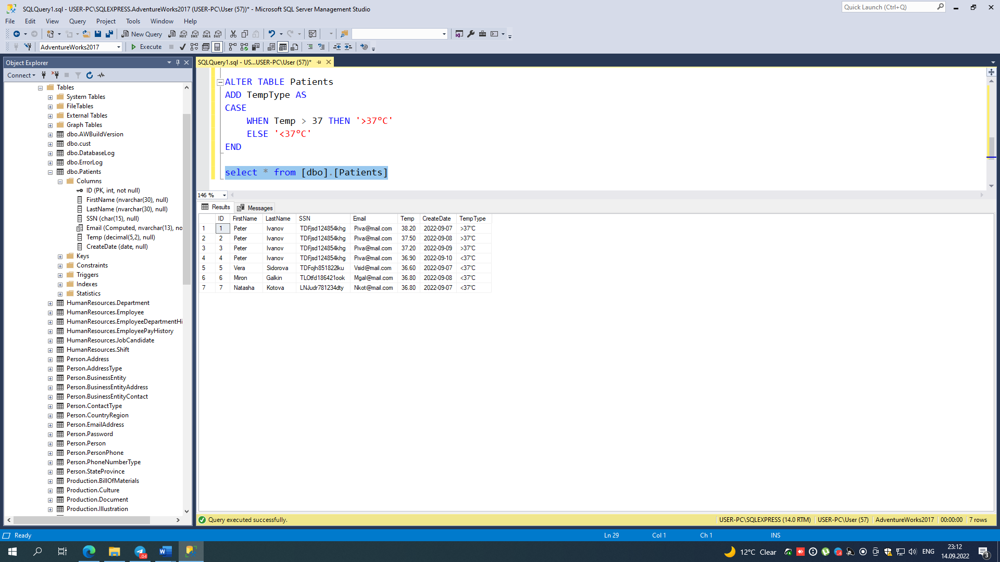 SQLQuery1.sql - USER-PC\SQLEXPRESS.AdventureWorks2017 (USER-PC\User (57))* - Microsoft SQL Server Management Studio
Quick Launch (Ctrl+Q)
File Edit View Query Project Tools Window Help
New Query MDX DMX XMLA DAX
AdventureWorks2017 Execute
Object Explorer
Connect
Tables
System Tables
FileTables
External Tables
Graph Tables
dbo.AWBuildVersion
dbo.cust
dbo.DatabaseLog
dbo.ErrorLog
dbo.Patients
Columns
ID (PK, int, not null)
FirstName (nvarchar(30), null)
LastName (nvarchar(30), null)
SSN (char(15), null)
Email (Computed, nvarchar(13), no
Temp (decimal(5,2), null)
CreateDate (date, null)
Keys
Constraints
Triggers
Indexes
Statistics
HumanResources.Department
HumanResources.Employee
HumanResources.EmployeeDepartmentHi
HumanResources.EmployeePayHistory
HumanResources.JobCandidate
HumanResources.Shift
Person.Address
Person.AddressType
Person.BusinessEntity
Person.BusinessEntityAddress
Person.BusinessEntityContact
Person.ContactType
Person.CountryRegion
Person.EmailAddress
Person.Password
Person.Person
Person.PersonPhone
Person.PhoneNumberType
Person.StateProvince
Production.BillOfMaterials
Production.Culture
Production.Document
Production.Illustration
SQLQuery1.sql - US...USER-PC\User (57))*
ALTER TABLE Patients
ADD TempType AS
CASE
WHEN Temp > 37 THEN '>37°C'
ELSE '<37°C'
END
select * from [dbo].[Patients]
146 %
Results Messages
ID FirstName LastName SSN Email Temp CreateDate TempType
1 1 Peter Ivanov TDFjsd124854khg Piva@mail.com 38.20 2022-09-07 >37°C
2 2 Peter Ivanov TDFjsd124854khg Piva@mail.com 37.50 2022-09-08 >37°C
3 3 Peter Ivanov TDFjsd124854khg Piva@mail.com 37.20 2022-09-09 >37°C
4 4 Peter Ivanov TDFjsd124854khg Piva@mail.com 36.90 2022-09-10 <37°C
5 5 Vera Sidorova TDFojh851822lku Vsid@mail.com 36.60 2022-09-07 <37°C
6 6 Miron Galkin TLOtfd186421ook Mgal@mail.com 36.80 2022-09-08 <37°C
7 7 Natasha Kotova LNJudr781234dty Nkot@mail.com 36.80 2022-09-07 <37°C
Query executed successfully. USER-PC\SQLEXPRESS (14.0 RTM) USER-PC\User (57) AdventureWorks2017 00:00:00 7 rows
Ready Ln 29 Col 1 Ch 1 INS
.04 12°C Clear ENG 23:12
14.09.2022 3